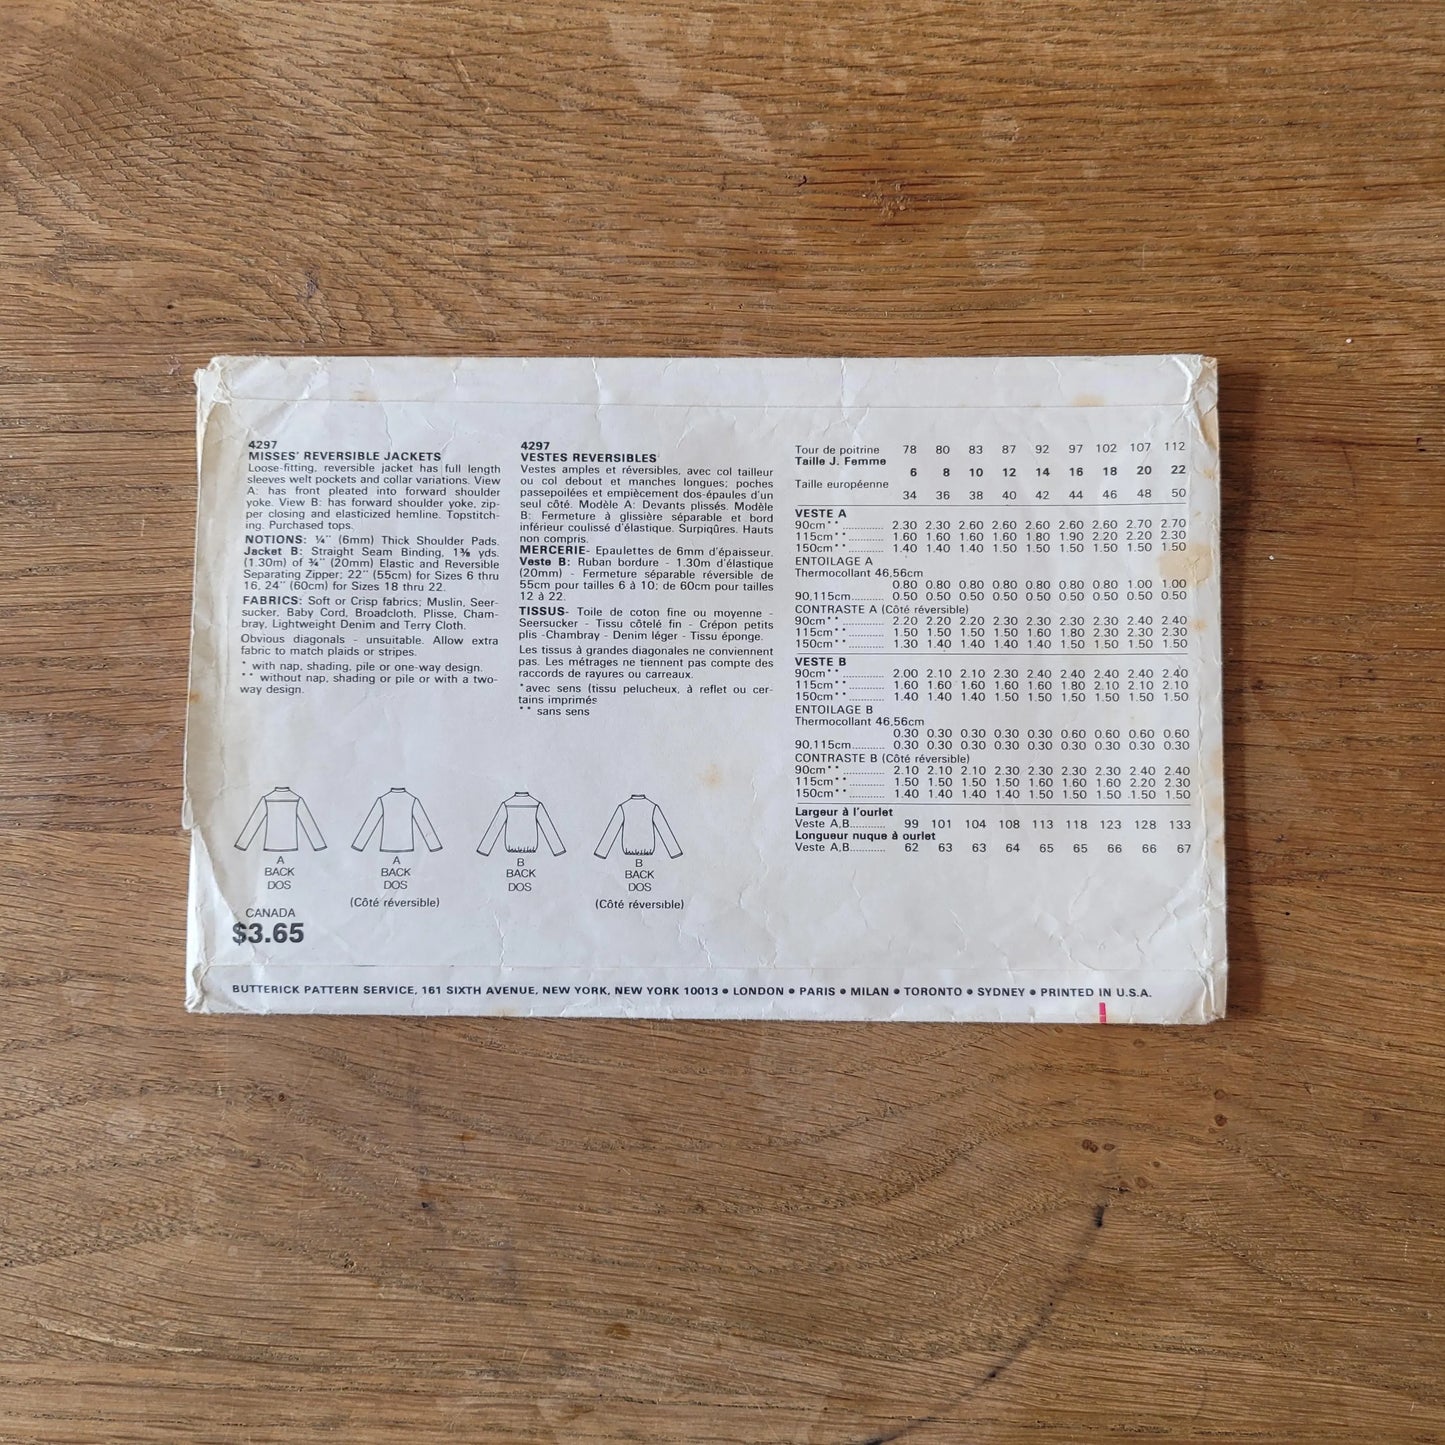 4297
MISSES' REVERSIBLE JACKETS
Loose-fitting, reversible jacket has full length
sleeves welt pockets and collar variations. View
A: has front pleated into forward shoulder
yoke. View B: has forward shoulder yoke, zip-
per closing and elasticized hemline. Topstitch-
ing. Purchased tops.
NOTIONS: ¼" (6mm) Thick Shoulder Pads.
Jacket B: Straight Seam Binding, 1⅜ yds.
(1.30m) of ¾" (20mm) Elastic and Reversible
Separating Zipper; 22" (55cm) for Sizes 6 thru
16, 24" (60cm) for Sizes 18 thru 22.
FABRICS: Soft or Crisp fabrics; Muslin, Seer-
sucker, Baby Cord, Broadcloth, Plisse, Cham-
bray, Lightweight Denim and Terry Cloth.
Obvious diagonals - unsuitable. Allow extra
fabric to match plaids or stripes.
* with nap, shading, pile or one-way design.
** without nap, shading or pile or with a two-
way design.
4297
VESTES REVERSIBLES
Vestes amples et réversibles, avec col tailleur
ou col debout et manches longues; poches
passepoilées et empiècement dos-épaules d'un
seul côté. Modèle A: Devants plissés. Modèle
B: Fermeture à glissière séparable et bord
inférieur coulissé d'élastique. Surpiqûres. Hauts
non compris.
MERCERIE- Epaulettes de 6mm d'épaisseur.
Veste B: Ruban bordure - 1.30m d'élastique
(20mm) - Fermeture séparable réversible de
55cm pour tailles 6 à 10; de 60cm pour tailles
12 à 22.
TISSUS- Toile de coton fine ou moyenne -
Seersucker - Tissu côtelé fin - Crépon petits
plis -Chambray - Denim léger - Tissu éponge.
Les tissus à grandes diagonales ne conviennent
pas. Les métrages ne tiennent pas compte des
raccords de rayures ou carreaux.
*avec sens (tissu pelucheux, à reflet ou cer-
tains imprimés
** sans sens
Tour de poitrine 78 80 83 87 92 97 102 107 112
Taille J. Femme
6 8 10 12 14 16 18 20 22
Taille européenne
34 36 38 40 42 44 46 48 50
VESTE A
90cm** 2.30 2.30 2.60 2.60 2.60 2.60 2.60 2.70 2.70
115cm** 1.60 1.60 1.60 1.60 1.80 1.90 2.20 2.20 2.30
150cm** 1.40 1.40 1.40 1.50 1.50 1.50 1.50 1.50 1.50
ENTOILAGE A
Thermocollant 46,56cm
0.80 0.80 0.80 0.80 0.80 0.80 0.80 1.00 1.00
90,115cm 0.50 0.50 0.50 0.50 0.50 0.50 0.50 0.50 0.50
CONTRASTE A (Côté réversible)
90cm** 2.20 2.20 2.20 2.30 2.30 2.30 2.30 2.40 2.40
115cm** 1.50 1.50 1.50 1.50 1.60 1.80 2.30 2.30 2.30
150cm** 1.30 1.40 1.40 1.40 1.40 1.50 1.50 1.50 1.50
VESTE B
90cm** 2.00 2.10 2.10 2.30 2.40 2.40 2.40 2.40 2.40
115cm** 1.60 1.60 1.60 1.60 1.60 1.80 2.10 2.10 2.10
150cm** 1.40 1.40 1.40 1.50 1.50 1.50 1.50 1.50 1.50
ENTOILAGE B
Thermocollant 46,56cm
0.30 0.30 0.30 0.30 0.30 0.60 0.60 0.60 0.60
90,115cm 0.30 0.30 0.30 0.30 0.30 0.30 0.30 0.30 0.30
CONTRASTE B (Côté réversible)
90cm** 2.10 2.10 2.10 2.30 2.30 2.30 2.30 2.40 2.40
115cm** 1.50 1.50 1.50 1.50 1.60 1.60 1.60 2.20 2.30
150cm** 1.40 1.40 1.40 1.40 1.50 1.50 1.50 1.50 1.50
Largeur à l'ourlet
Veste A,B 99 101 104 108 113 118 123 128 133
Longueur nuque à ourlet
Veste A,B 62 63 63 64 65 65 66 66 67
A
BACK
DOS
A
BACK
DOS
(Côté réversible)
B
BACK
DOS
B
BACK
DOS
(Côté réversible)
CANADA
$3.65
BUTTERICK PATTERN SERVICE, 161 SIXTH AVENUE, NEW YORK, NEW YORK 10013 • LONDON • PARIS • MILAN • TORONTO • SYDNEY • PRINTED IN U.S.A.